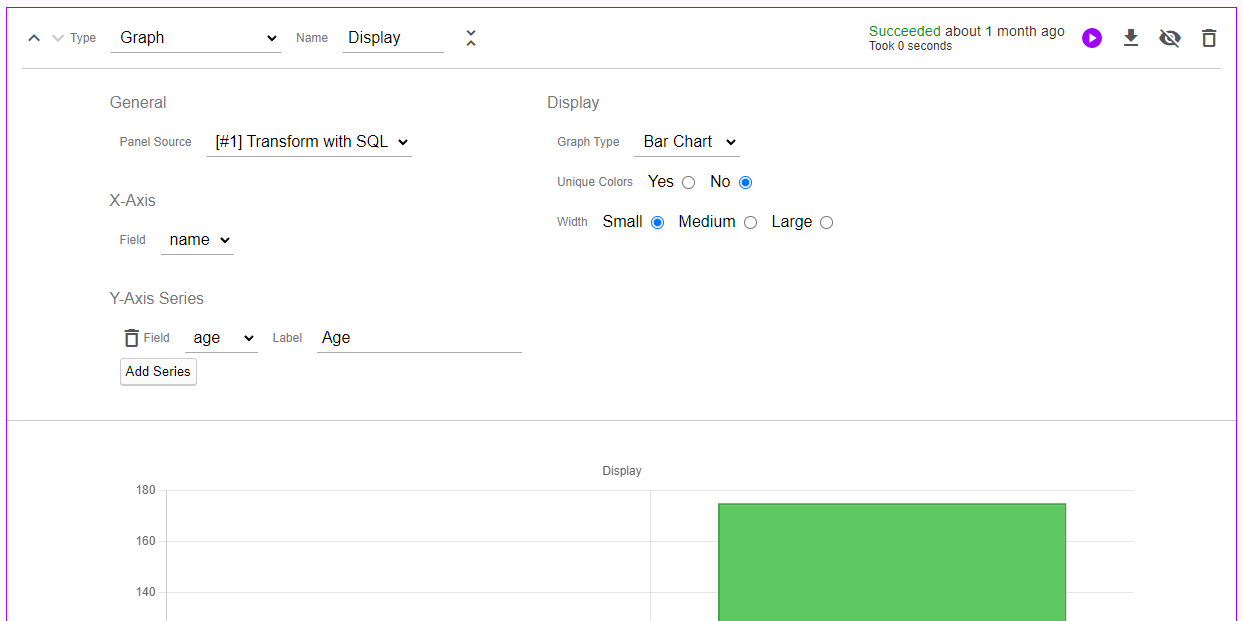 Type Graph Name Display Succeeded about 1 month ago
Took 0 seconds
General Display
Panel Source [#1] Transform with SQL Graph Type Bar Chart
Unique Colors Yes No
X-Axis
Width Small Medium Large
Field name
Y-Axis Series
Field age Label Age
Add Series
Display
180
160
140